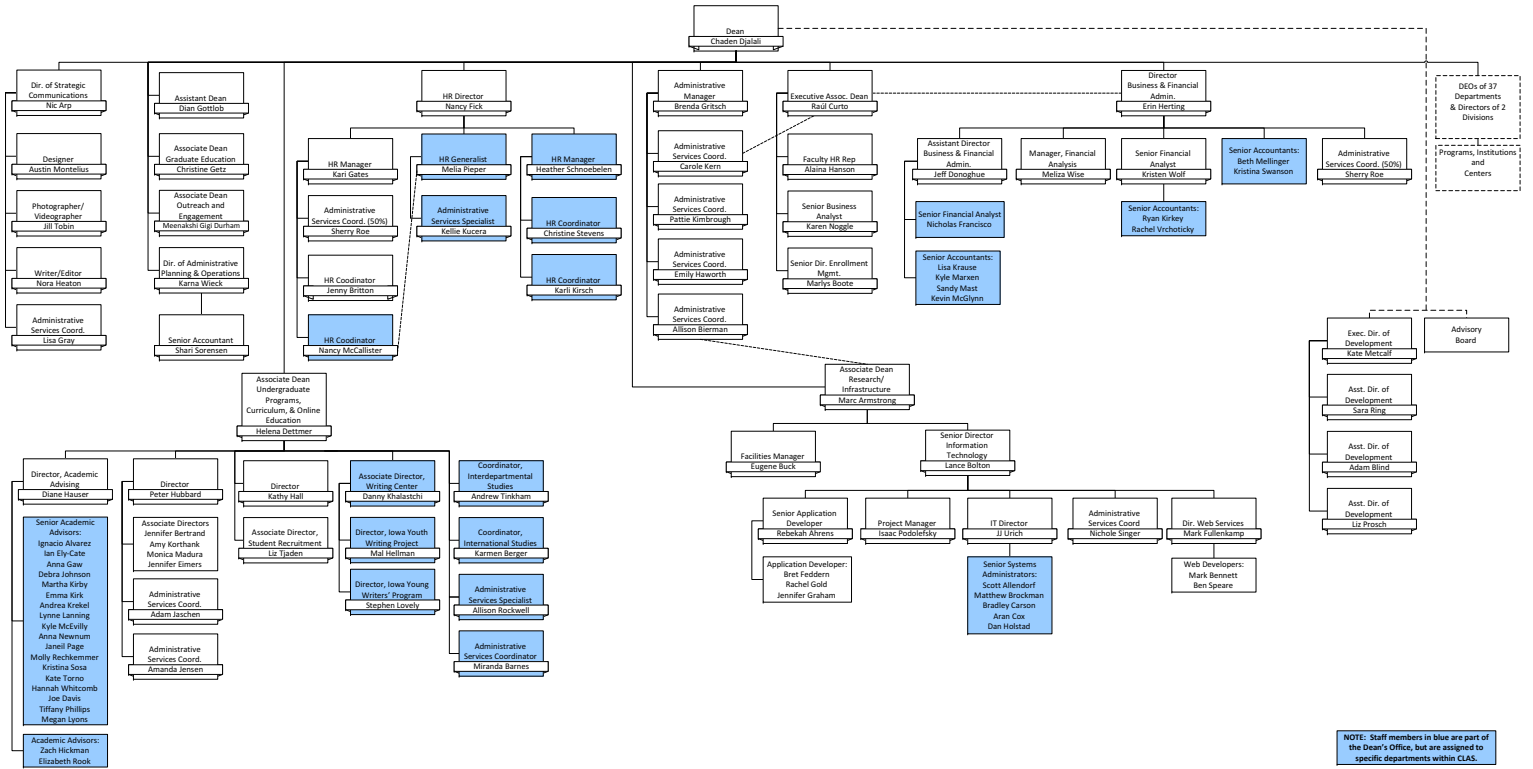 Dean
Chaden Djalali
Dir. of Strategic
Communications
Nic Arp
Designer
Austin Montelius
Photographer/
Videographer
Jill Tobin
Writer/Editor
Nora Heaton
Administrative
Services Coord.
Lisa Gray
Assistant Dean
Dian Gottlob
Associate Dean
Graduate Education
Christine Getz
Associate Dean
Outreach and
Engagement
Meenakshi Gigi Durham
Dir. of Administrative
Planning & Operations
Karna Wieck
Senior Accountant
Shari Sorensen
HR Director
Nancy Fick
HR Manager
Kari Gates
Administrative
Services Coord. (50%)
Sherry Roe
HR Coodinator
Jenny Britton
HR Coodinator
Nancy McCallister
HR Generalist
Melia Pieper
Administrative
Services Specialist
Kellie Kucera
HR Manager
Heather Schnoebelen
HR Coordinator
Christine Stevens
HR Coordinator
Karli Kirsch
Administrative
Manager
Brenda Gritsch
Administrative
Services Coord.
Carole Kern
Administrative
Services Coord.
Pattie Kimbrough
Administrative
Services Coord.
Emily Haworth
Administrative
Services Coord.
Allison Bierman
Executive Assoc. Dean
Raúl Curto
Faculty HR Rep
Alaina Hanson
Senior Business
Analyst
Karen Noggle
Senior Dir. Enrollment
Mgmt.
Marlys Boote
Director
Business & Financial
Admin.
Erin Herting
Assistant Director
Business & Financial
Admin.
Jeff Donoghue
Senior Financial Analyst
Nicholas Francisco
Senior Accountants:
Lisa Krause
Kyle Marxen
Sandy Mast
Kevin McGlynn
Manager, Financial
Analysis
Meliza Wise
Senior Financial
Analyst
Kristen Wolf
Senior Accountants:
Ryan Kirkey
Rachel Vrchoticky
Senior Accountants:
Beth Mellinger
Kristina Swanson
Administrative
Services Coord. (50%)
Sherry Roe
DEOs of 37
Departments
& Directors of 2
Divisions
Programs, Institutions
and
Centers
Exec. Dir. of
Development
Kate Metcalf
Advisory
Board
Asst. Dir. of
Development
Sara Ring
Asst. Dir. of
Development
Adam Blind
Asst. Dir. of
Development
Liz Prosch
Associate Dean
Undergraduate
Programs,
Curriculum, & Online
Education
Helena Dettmer
Director, Academic
Advising
Diane Hauser
Senior Academic
Advisors:
Ignacio Alvarez
Ian Ely-Cate
Anna Gaw
Debra Johnson
Martha Kirby
Emma Kirk
Andrea Krekel
Lynne Lanning
Kyle McEvilly
Anna Newnum
Janeil Page
Molly Rechkemmer
Kristina Sosa
Kate Torno
Hannah Whitcomb
Joe Davis
Tiffany Phillips
Megan Lyons
Academic Advisors:
Zach Hickman
Elizabeth Rook
Director
Peter Hubbard
Associate Directors
Jennifer Bertrand
Amy Korthank
Monica Madura
Jennifer Eimers
Administrative
Services Coord.
Adam Jaschen
Administrative
Services Coord.
Amanda Jensen
Director
Kathy Hall
Associate Director,
Student Recruitment
Liz Tjaden
Associate Director,
Writing Center
Danny Khalastchi
Director, Iowa Youth
Writing Project
Mal Hellman
Director, Iowa Young
Writers' Program
Stephen Lovely
Coordinator,
Interdepartmental
Studies
Andrew Tinkham
Coordinator,
International Studies
Karmen Berger
Administrative
Services Specialist
Allison Rockwell
Administrative
Services Coordinator
Miranda Barnes
Associate Dean
Research/
Infrastructure
Marc Armstrong
Facilities Manager
Eugene Buck
Senior Director
Information
Technology
Lance Bolton
Senior Application
Developer
Rebekah Ahrens
Application Developer:
Bret Feddern
Rachel Gold
Jennifer Graham
Project Manager
Isaac Podolefsky
IT Director
JJ Urich
Senior Systems
Administrators:
Scott Allendorf
Matthew Brockman
Bradley Carson
Aran Cox
Dan Holstad
Administrative
Services Coord
Nichole Singer
Dir. Web Services
Mark Fullenkamp
Web Developers:
Mark Bennett
Ben Speare
NOTE: Staff members in blue are part of
the Dean's Office, but are assigned to
specific departments within CLAS.